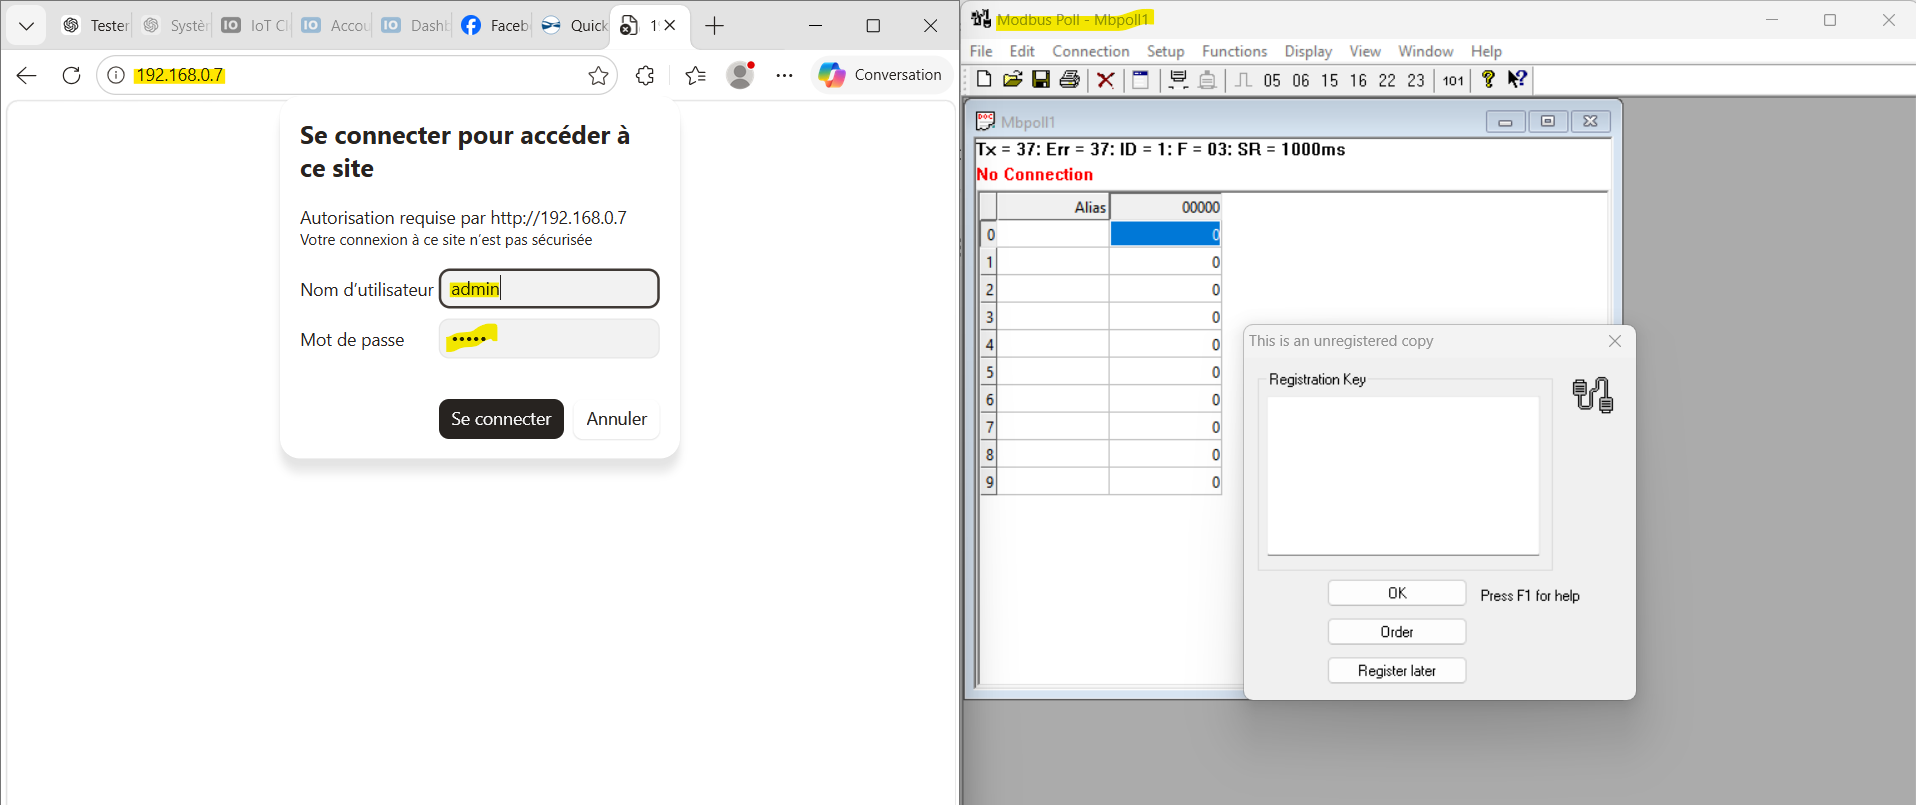 Tester
Systèr
IoT Cl
Accou
Dashb
Faceb
Quick
192.168.0.7
Conversation
Se connecter pour accéder à
ce site
Autorisation requise par http://192.168.0.7
Votre connexion à ce site n'est pas sécurisée
Nom d'utilisateur admin
Mot de passe •••••
Se connecter Annuler
Modbus Poll - Mbpoll1
File Edit Connection Setup Functions Display View Window Help
05 06 15 16 22 23 101
Mbpoll1
Tx = 37: Err = 37: ID = 1: F = 03: SR = 1000ms
No Connection
Alias 00000
0 0
1 0
2 0
3 0
4 0
5 0
6 0
7 0
8 0
9 0
This is an unregistered copy
Registration Key
OK
Press F1 for help
Order
Register later